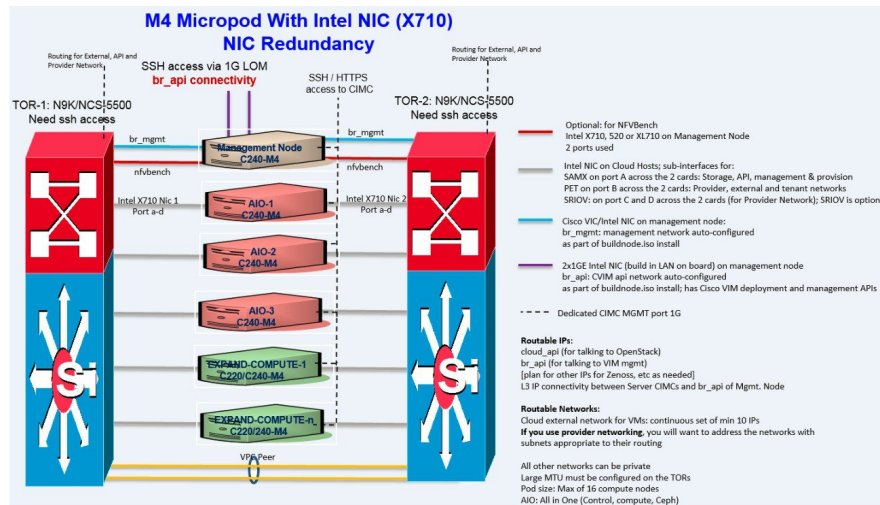 M4 Micropod With Intel NIC (X710)
NIC Redundancy
Routing for External, API and
Provider Network
SSH access via 1G LOM
br_api connectivity
SSH / HTTPS
access to CIMC
Routing for External, API and
Provider Network
TOR-1: N9K/NCS-5500
Need ssh access
TOR-2: N9K/NCS-5500
Need ssh access
br_mgmt
br_mgmt
Management Node
C240-M4
nfvbench
nfvbench
Intel X710 Nic 1
Port a-d
AIO-1
C240-M4
Intel X710 Nic 2
Port a-d
AIO-2
C240-M4
AIO-3
C240-M4
EXPAND-COMPUTE-1
C220/C240-M4
EXPAND-COMPUTE-n
C220/240-M4
Si
Si
VPC Peer
Optional: for NFVBench
Intel X710, 520 or XL710 on Management Node
2 ports used
Intel NIC on Cloud Hosts; sub-interfaces for:
SAMX on port A across the 2 cards: Storage, API, management & provision
PET on port B across the 2 cards: Provider, external and tenant networks
SRIOV: on port C and D across the 2 cards (for Provider Network); SRIOV is option
Cisco VIC/Intel NIC on management node:
br_mgmt: management network auto-configured
as part of buildnode.iso install
2x1GE Intel NIC (build in LAN on board) on management node
br_api: CVIM api network auto-configured
as part of buildnode.iso install; has Cisco VIM deployment and management APIs
Dedicated CIMC MGMT port 1G
Routable IPs:
cloud_api (for talking to OpenStack)
br_api (for talking to VIM mgmt)
[plan for other IPs for Zenoss, etc as needed]
L3 IP connectivity between Server CIMCs and br_api of Mgmt. Node
Routable Networks:
Cloud external network for VMs: continuous set of min 10 IPs
If you use provider networking, you will want to address the networks with
subnets appropriate to their routing
All other networks can be private
Large MTU must be configured on the TORs
Pod size: Max of 16 compute nodes
AIO: All in One (Control, compute, Ceph)